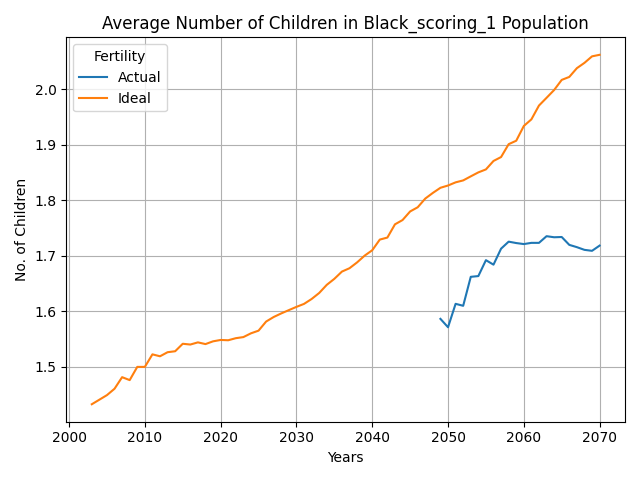 Average Number of Children in Black_scoring_1 Population
Fertility
Actual
Ideal
No. of Children
2.0
1.9
1.8
1.7
1.6
1.5
2000 2010 2020 2030 2040 2050 2060 2070
Years